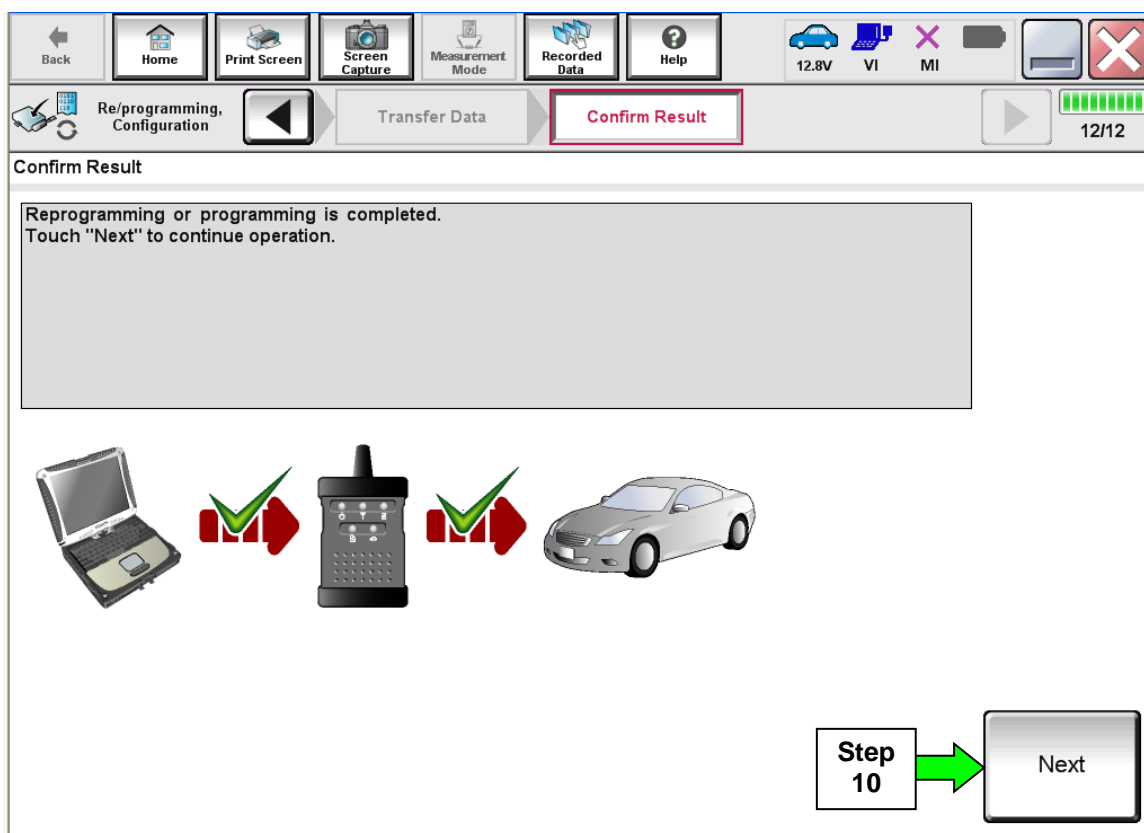 Back
Home
Print Screen
Screen
Capture
Measurement
Mode
Recorded
Data
Help
12.8V
VI
MI
Re/programming,
Configuration
Transfer Data
Confirm Result
12/12
Confirm Result
Reprogramming or programming is completed.
Touch "Next" to continue operation.
Step
10
Next